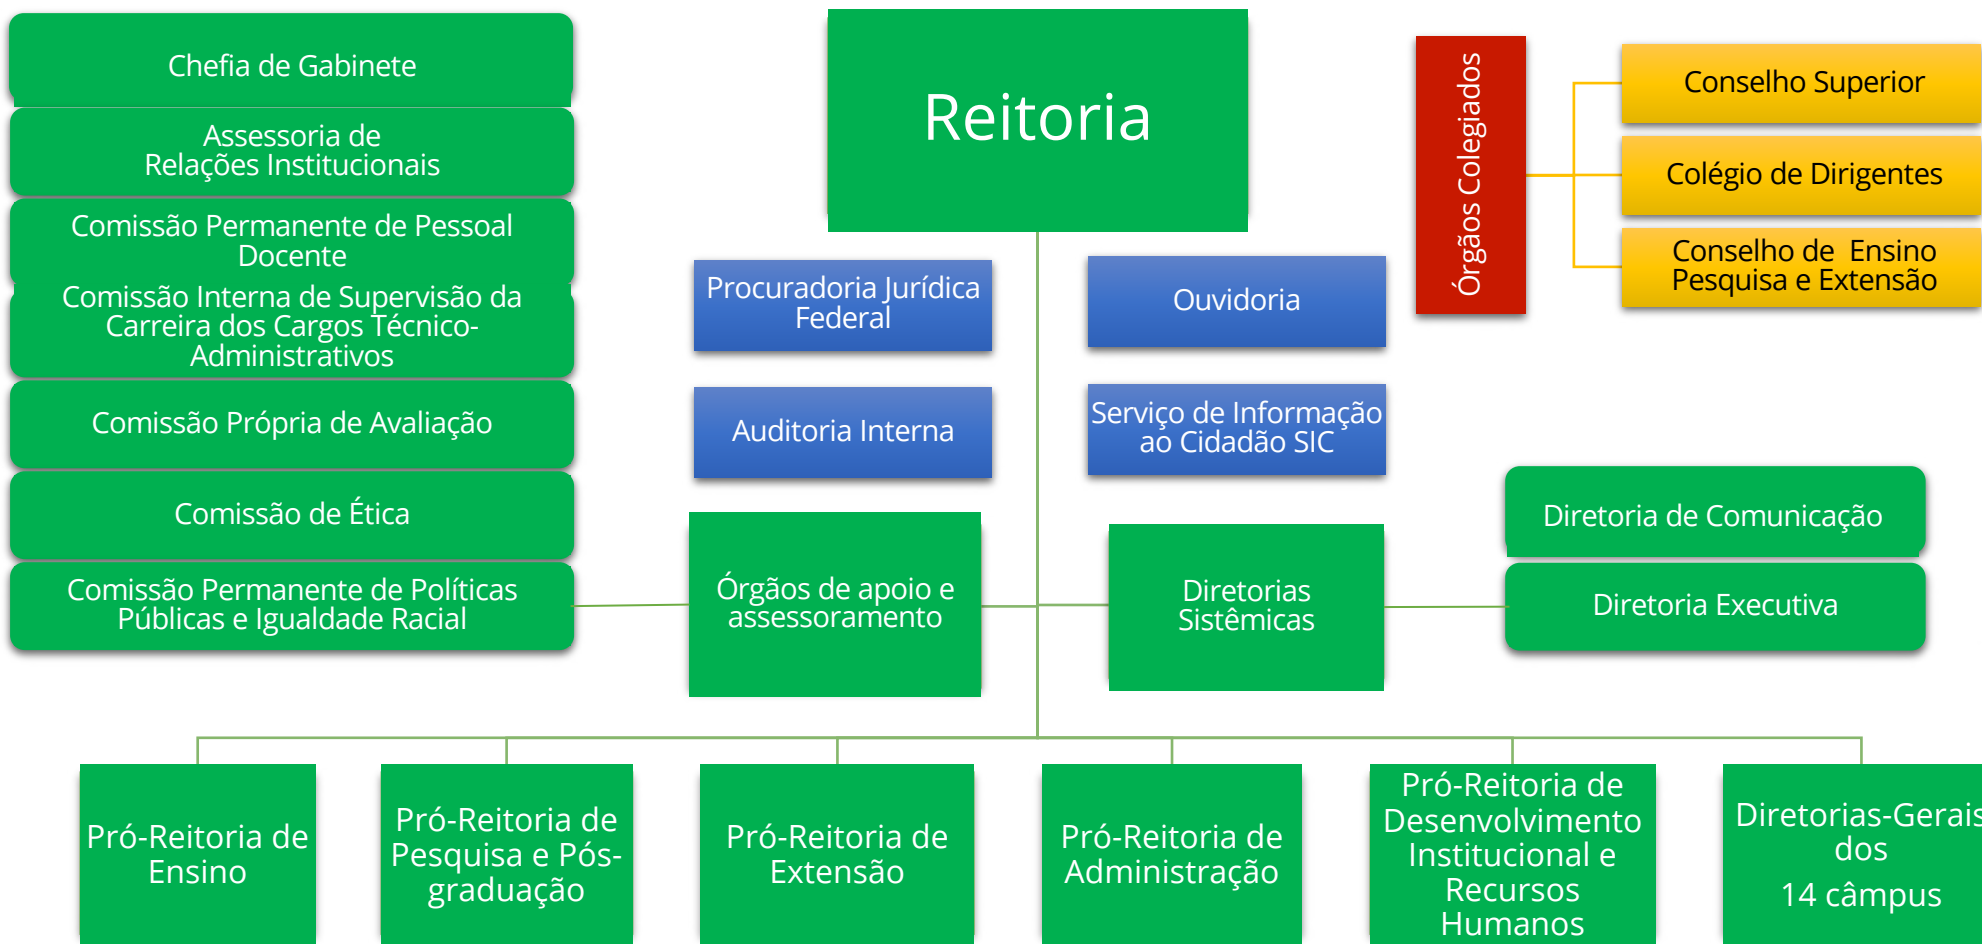 Chefia de Gabinete
Assessoria de
Relações Institucionais
Comissão Permanente de Pessoal
Docente
Comissão Interna de Supervisão da
Carreira dos Cargos Técnico-
Administrativos
Comissão Própria de Avaliação
Comissão de Ética
Comissão Permanente de Políticas
Públicas e Igualdade Racial
Reitoria
Procuradoria Jurídica
Federal
Ouvidoria
Auditoria Interna
Serviço de Informação
ao Cidadão SIC
Órgãos de apoio e
assessoramento
Diretorias
Sistêmicas
Órgãos Colegiados
Conselho Superior
Colégio de Dirigentes
Conselho de Ensino
Pesquisa e Extensão
Diretoria de Comunicação
Diretoria Executiva
Pró-Reitoria de
Ensino
Pró-Reitoria de
Pesquisa e Pós-
graduação
Pró-Reitoria de
Extensão
Pró-Reitoria de
Administração
Pró-Reitoria de
Desenvolvimento
Institucional e
Recursos
Humanos
Diretorias-Gerais
dos
14 câmpus